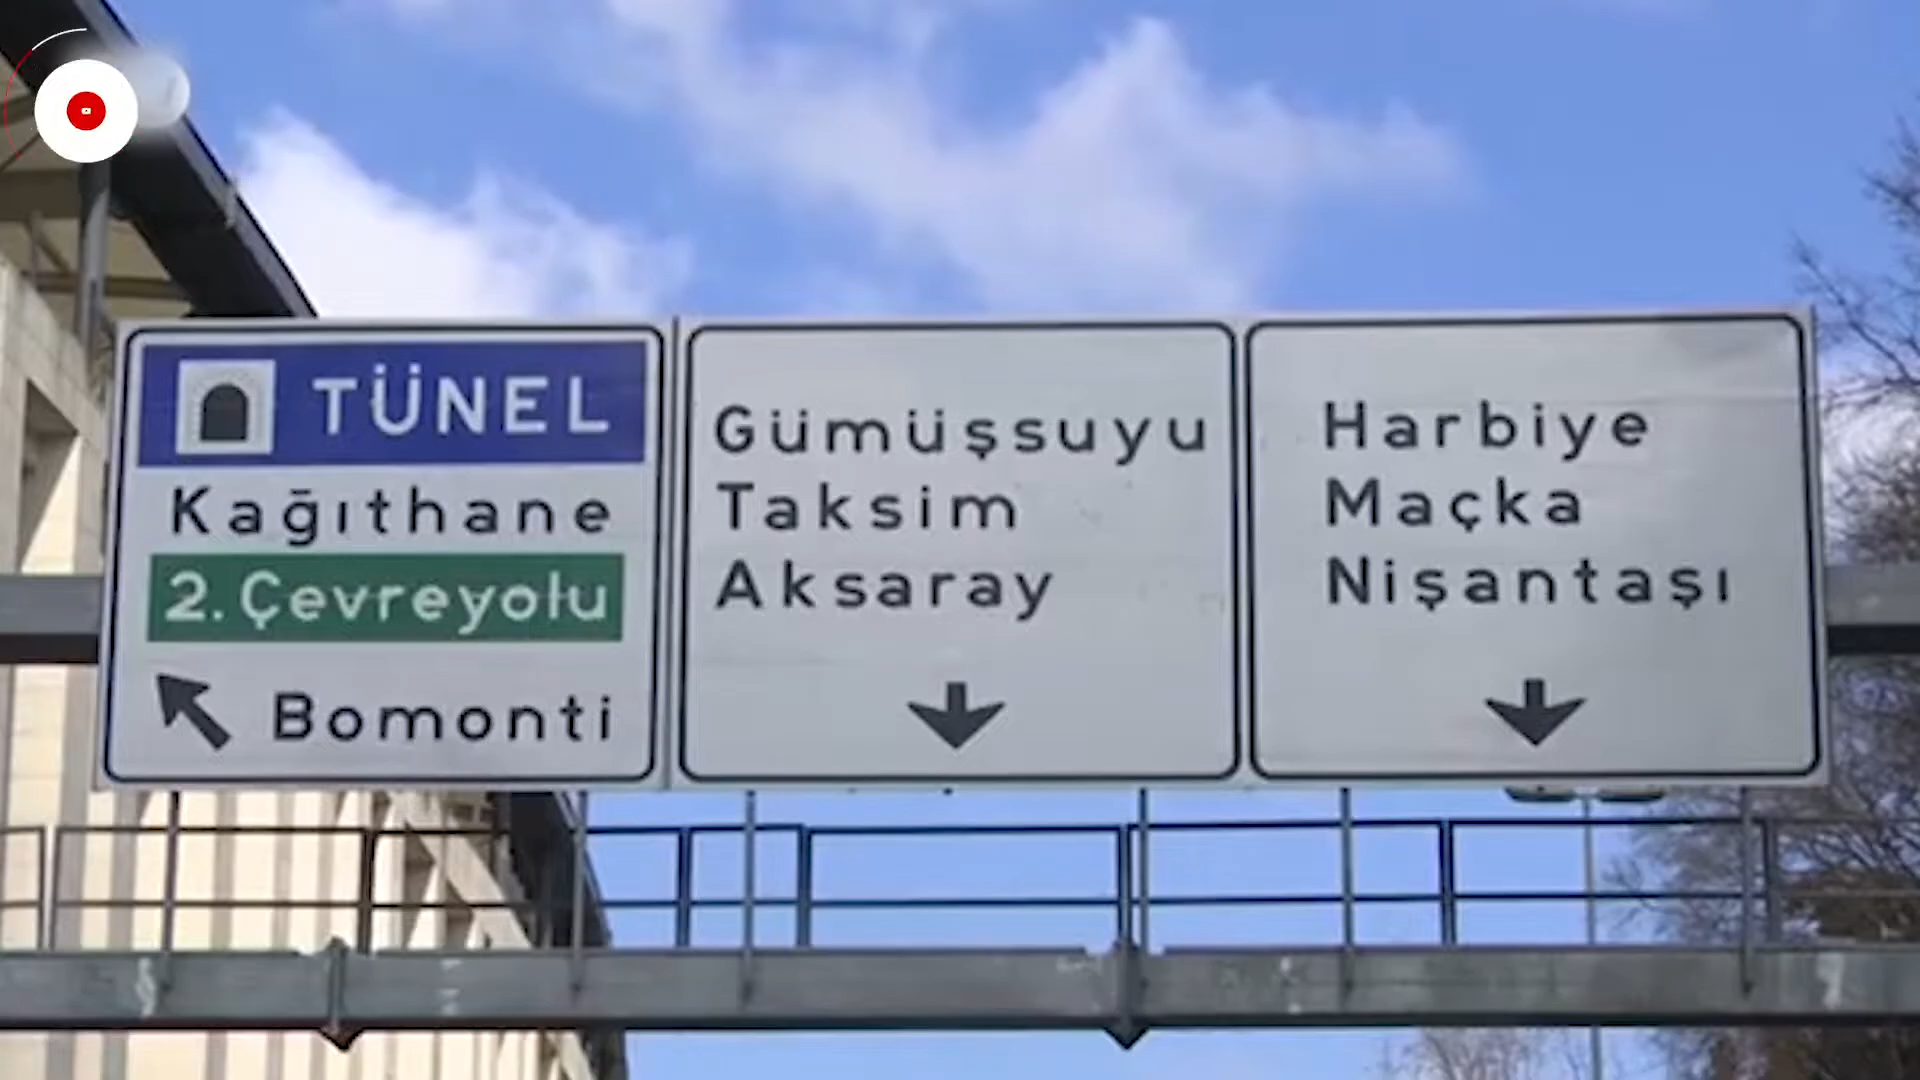 TÜNEL
Kağıthane
2. Çevreyolu
Bomonti
Gümüşsuyu
Taksim
Aksaray
Harbiye
Maçka
Nişantaşı